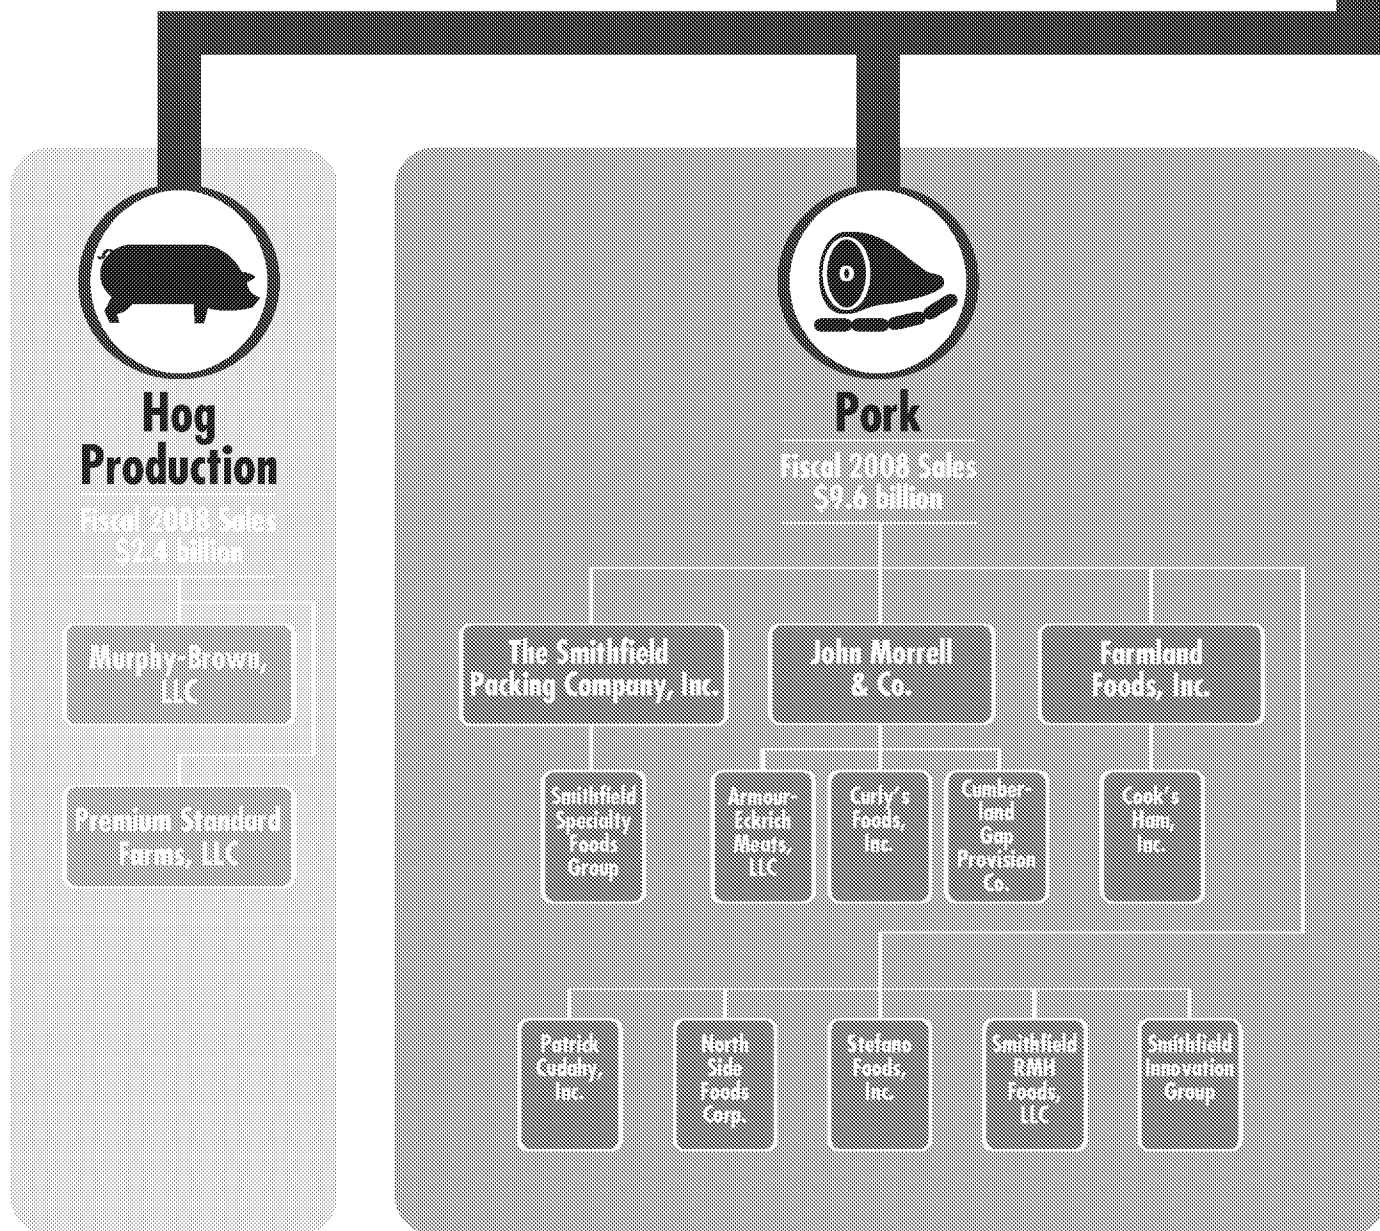 Hog
Production
Fiscal 2008 Sales
$2.4 billion
Murphy-Brown,
LLC
Premium Standard
Farms, LLC
Pork
Fiscal 2008 Sales
$9.6 billion
The Smithfield
Packing Company, Inc.
John Morrell
& Co.
Farmland
Foods, Inc.
Smithfield
Specialty
Foods
Group
Armour-
Eckrich
Meats,
LLC
Curly's
Foods,
Inc.
Cumber-
land
Gap
Provision
Co.
Cook's
Ham,
Inc.
Patrick
Cudahy,
Inc.
North
Side
Foods
Corp.
Stefano
Foods,
Inc.
Smithfield
RMH
Foods,
LLC
Smithfield
Innovation
Group